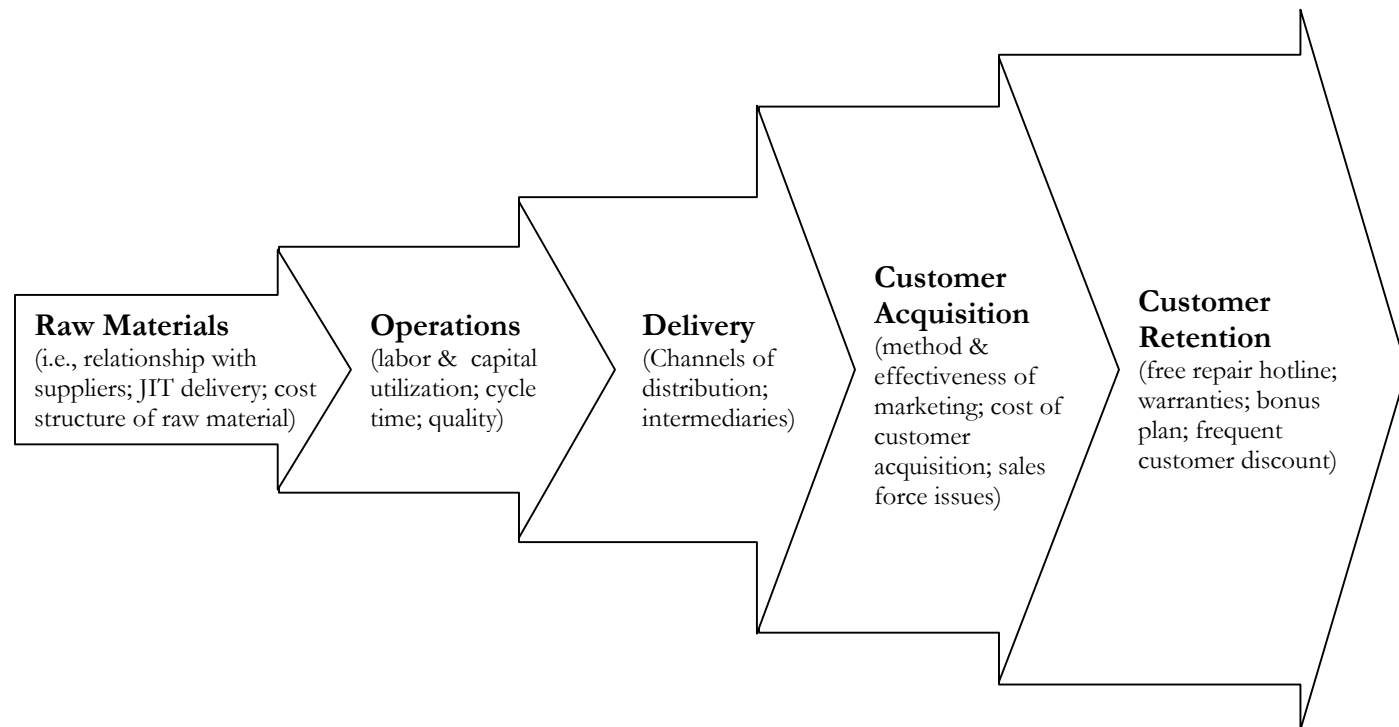 Raw Materials
(i.e., relationship with
suppliers; JIT delivery; cost
structure of raw material)
Operations
(labor & capital
utilization; cycle
time; quality)
Delivery
(Channels of
distribution;
intermediaries)
Customer
Acquisition
(method &
effectiveness of
marketing; cost of
customer
acquisition; sales
force issues)
Customer
Retention
(free repair hotline;
warranties; bonus
plan; frequent
customer discount)